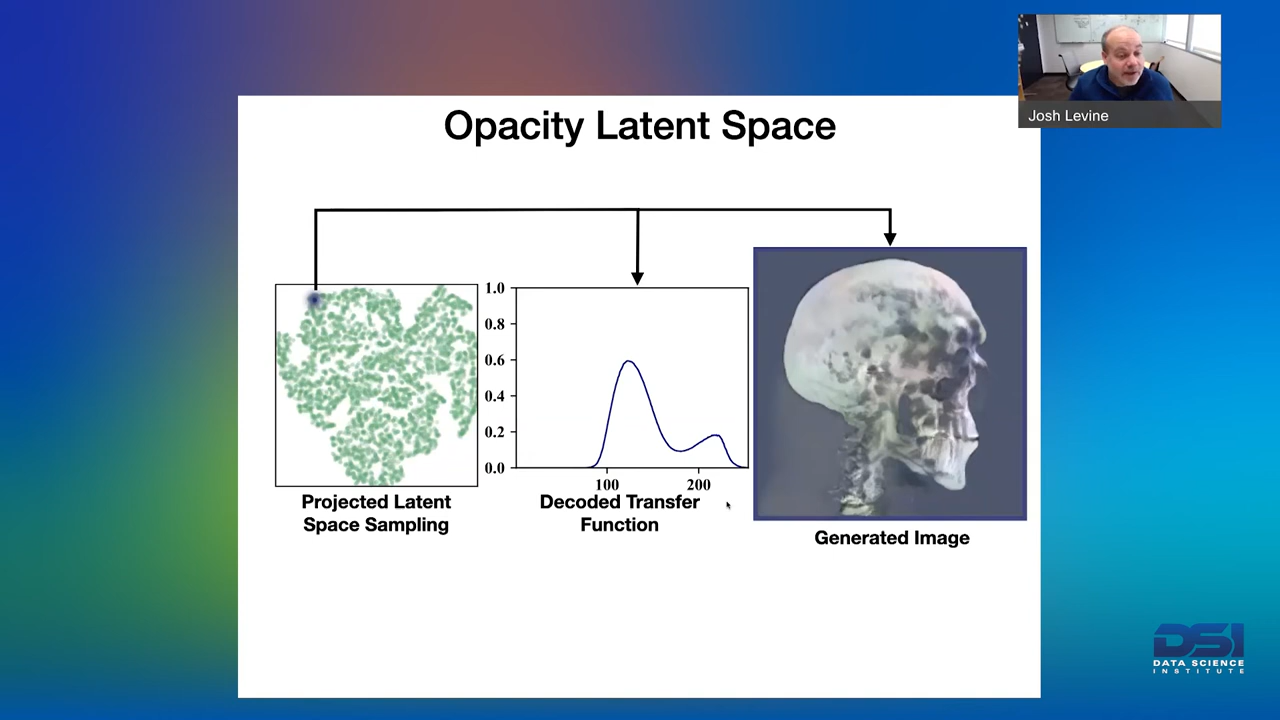 Josh Levine
Opacity Latent Space
1.0
0.8
0.6
0.4
0.2
0.0
100
200
Projected Latent
Space Sampling
Decoded Transfer
Function
Generated Image
DSI
DATA SCIENCE
INSTITUTE